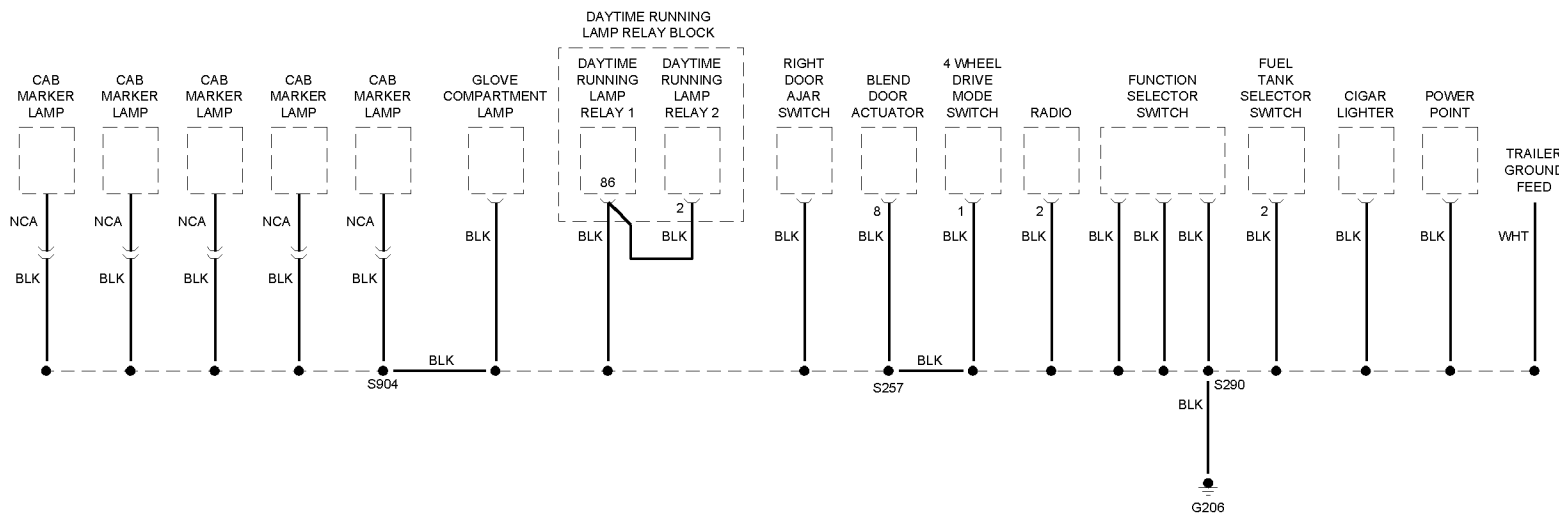 DAYTIME RUNNING
LAMP RELAY BLOCK
CAB
MARKER
LAMP
CAB
MARKER
LAMP
CAB
MARKER
LAMP
CAB
MARKER
LAMP
CAB
MARKER
LAMP
GLOVE
COMPARTMENT
LAMP
DAYTIME
RUNNING
LAMP
RELAY 1
DAYTIME
RUNNING
LAMP
RELAY 2
RIGHT
DOOR
AJAR
SWITCH
BLEND
DOOR
ACTUATOR
4 WHEEL
DRIVE
MODE
SWITCH
RADIO
FUNCTION
SELECTOR
SWITCH
FUEL
TANK
SELECTOR
SWITCH
CIGAR
LIGHTER
POWER
POINT
TRAILER
GROUND
FEED
86
2
8
1
2
2
NCA
NCA
NCA
NCA
NCA
BLK
BLK
BLK
BLK
BLK
BLK
BLK
BLK
BLK
BLK
BLK
BLK
BLK
WHT
BLK
BLK
BLK
BLK
BLK
BLK
BLK
S904
S257
S290
BLK
G206